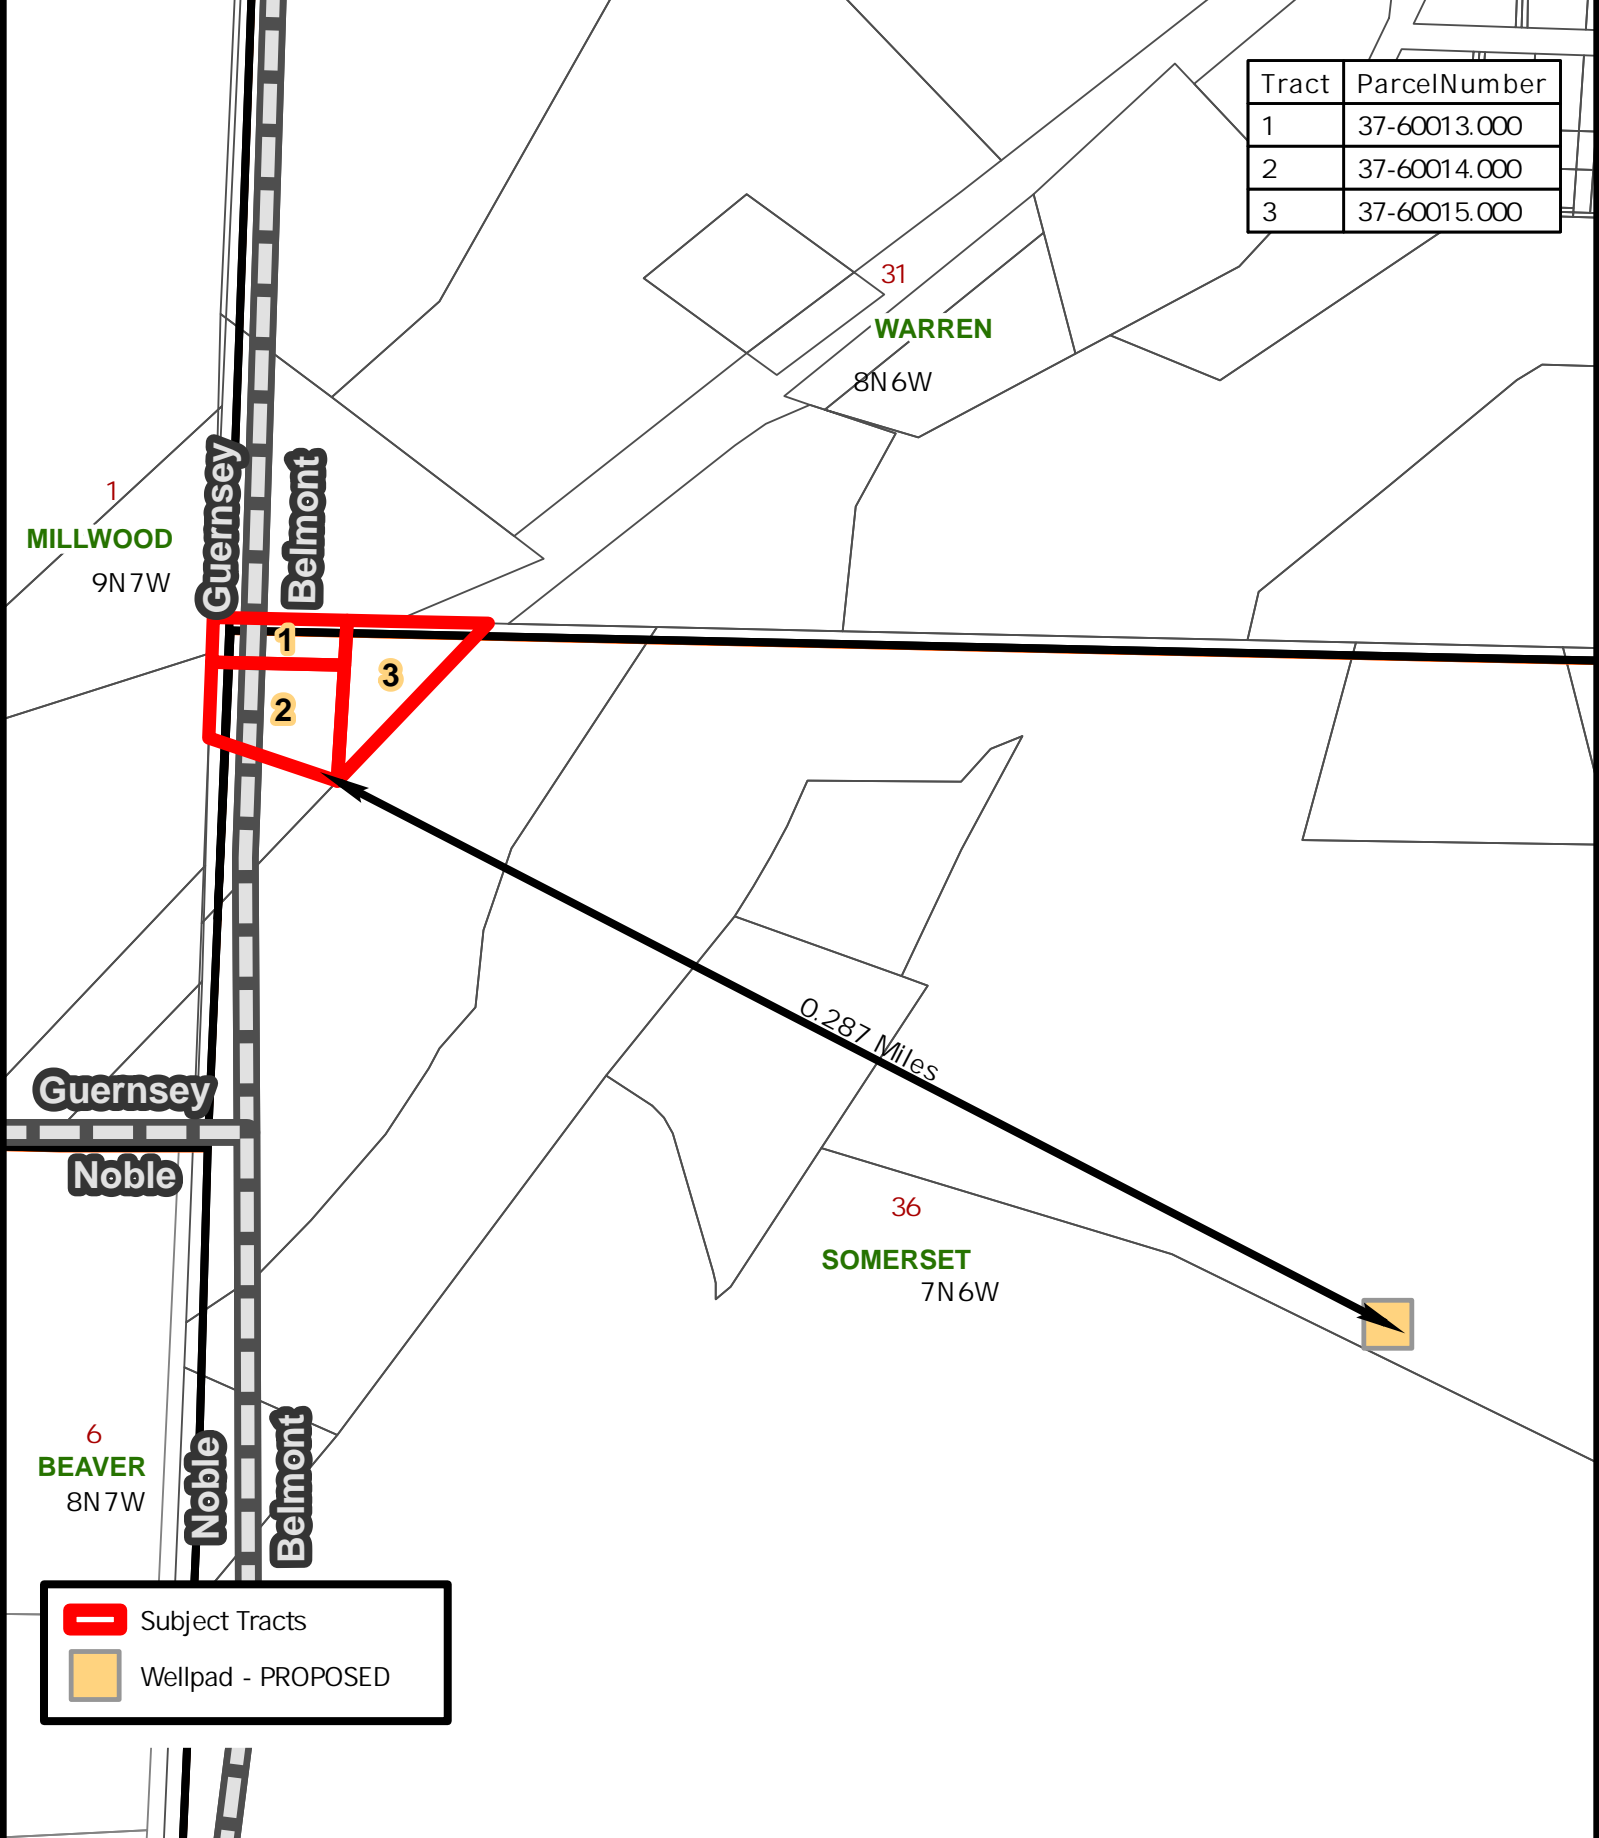 Tract ParcelNumber
1 37-60013.000
2 37-60014.000
3 37-60015.000
31
WARREN
8N6W
1
MILLWOOD
9N7W
Guernsey
Belmont
1
3
2
0.287 Miles
Guernsey
Noble
36
SOMERSET
7N6W
6
BEAVER
8N7W
Noble
Belmont
Subject Tracts
Wellpad - PROPOSED